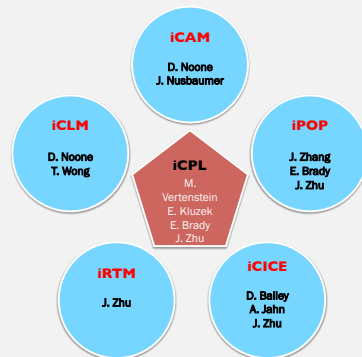 iCAM
D. Noone
J. Nusbaumer
iCLM
D. Noone
T. Wong
iPOP
J. Zhang
E. Brady
J. Zhu
iCPL
M.
Vertenstein
E. Kluzek
E. Brady
J. Zhu
iRTM
J. Zhu
iCICE
D. Bailey
A. Jahn
J. Zhu